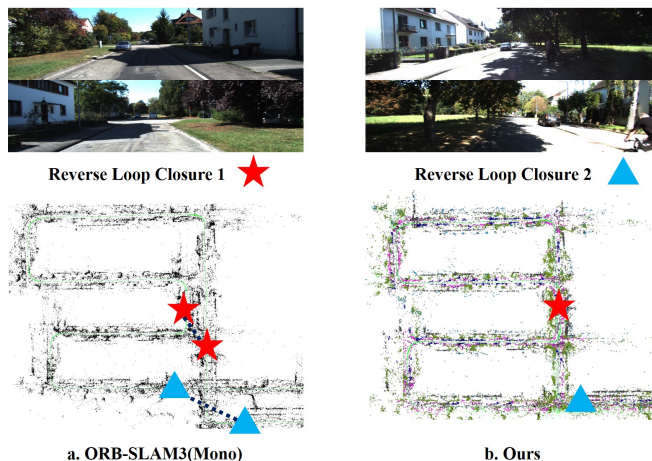 Reverse Loop Closure 1
Reverse Loop Closure 2
a. ORB-SLAM3(Mono)
b. Ours